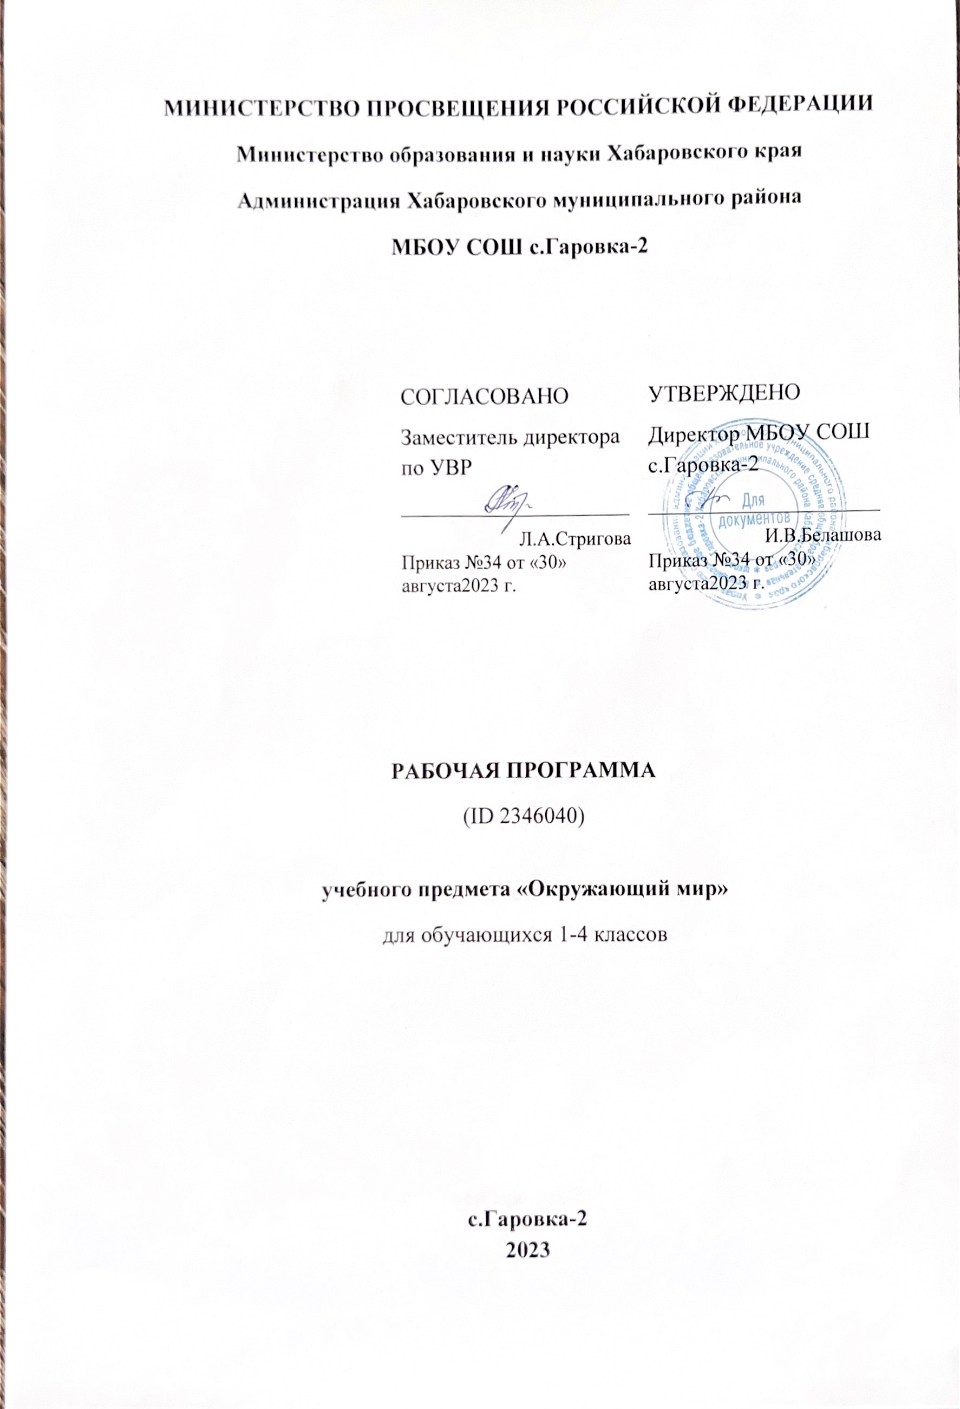 МИНИСТЕРСТВО ПРОСВЕЩЕНИЯ РОССИЙСКОЙ ФЕДЕРАЦИИ
Министерство образования и науки Хабаровского края
Администрация Хабаровского муниципального района
МБОУ СОШ с.Гаровка-2
СОГЛАСОВАНО
Заместитель директора
по УВР
Л.А.Стригова
Приказ №34 от «30»
августа2023 г.
УТВЕРЖДЕНО
Директор МБОУ СОШ
с.Гаровка-2
Для
документов
И.В.Белашова
Приказ №34 от «30»
августа2023 г.
РАБОЧАЯ ПРОГРАММА
(ID 2346040)
учебного предмета «Окружающий мир»
для обучающихся 1-4 классов
с.Гаровка-2
2023